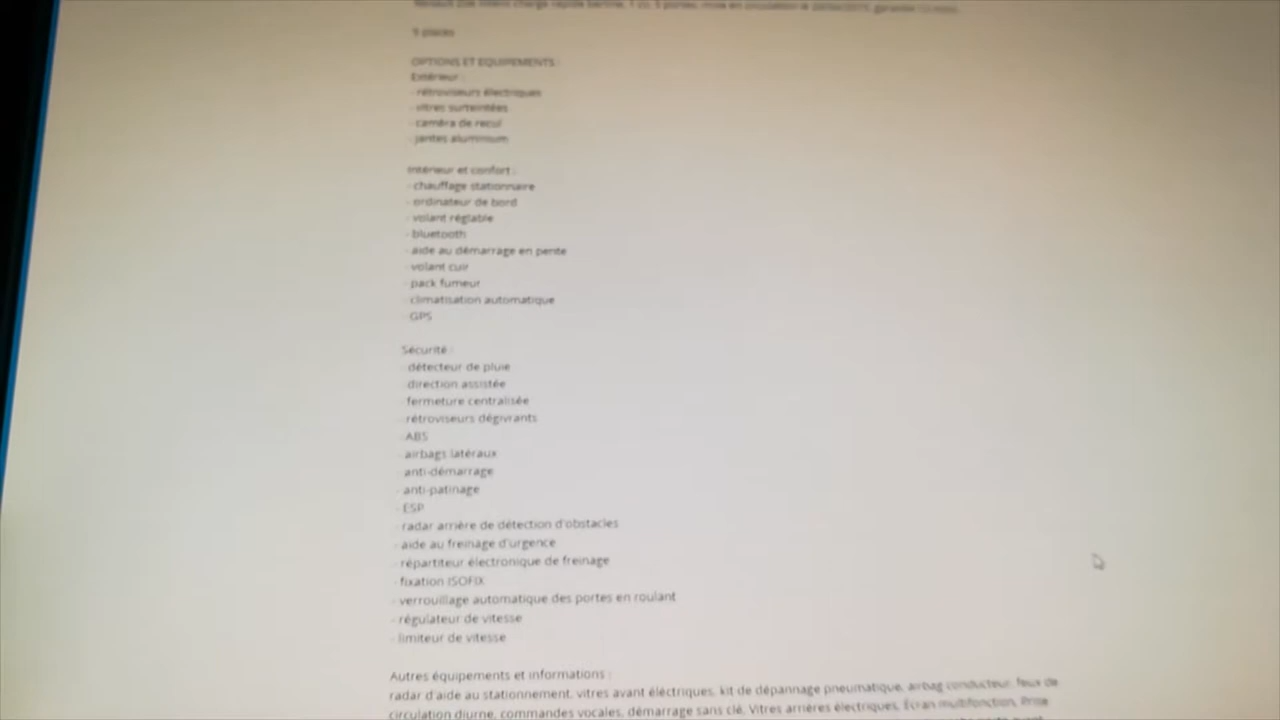 5 places
OPTIONS ET EQUIPEMENTS :
Extérieur :
- rétroviseurs électriques
- vitres surteintées
- caméra de recul
- jantes aluminium
Intérieur et confort :
- chauffage stationnaire
- ordinateur de bord
- volant réglable
- bluetooth
- aide au démarrage en pente
- volant cuir
- pack fumeur
- climatisation automatique
- GPS
Sécurité :
- détecteur de pluie
- direction assistée
- fermeture centralisée
- rétroviseurs dégivrants
- ABS
- airbags latéraux
- anti-démarrage
- anti-patinage
- ESP
- radar arrière de détection d'obstacles
- aide au freinage d'urgence
- répartiteur électronique de freinage
- fixation ISOFIX
- verrouillage automatique des portes en roulant
- régulateur de vitesse
- limiteur de vitesse
Autres équipements et informations :
radar d'aide au stationnement, vitres avant électriques, kit de dépannage pneumatique, airbag conducteur, feux de
circulation diurne, commandes vocales, démarrage sans clé, Vitres arrières électriques, Écran multifonction, Prise